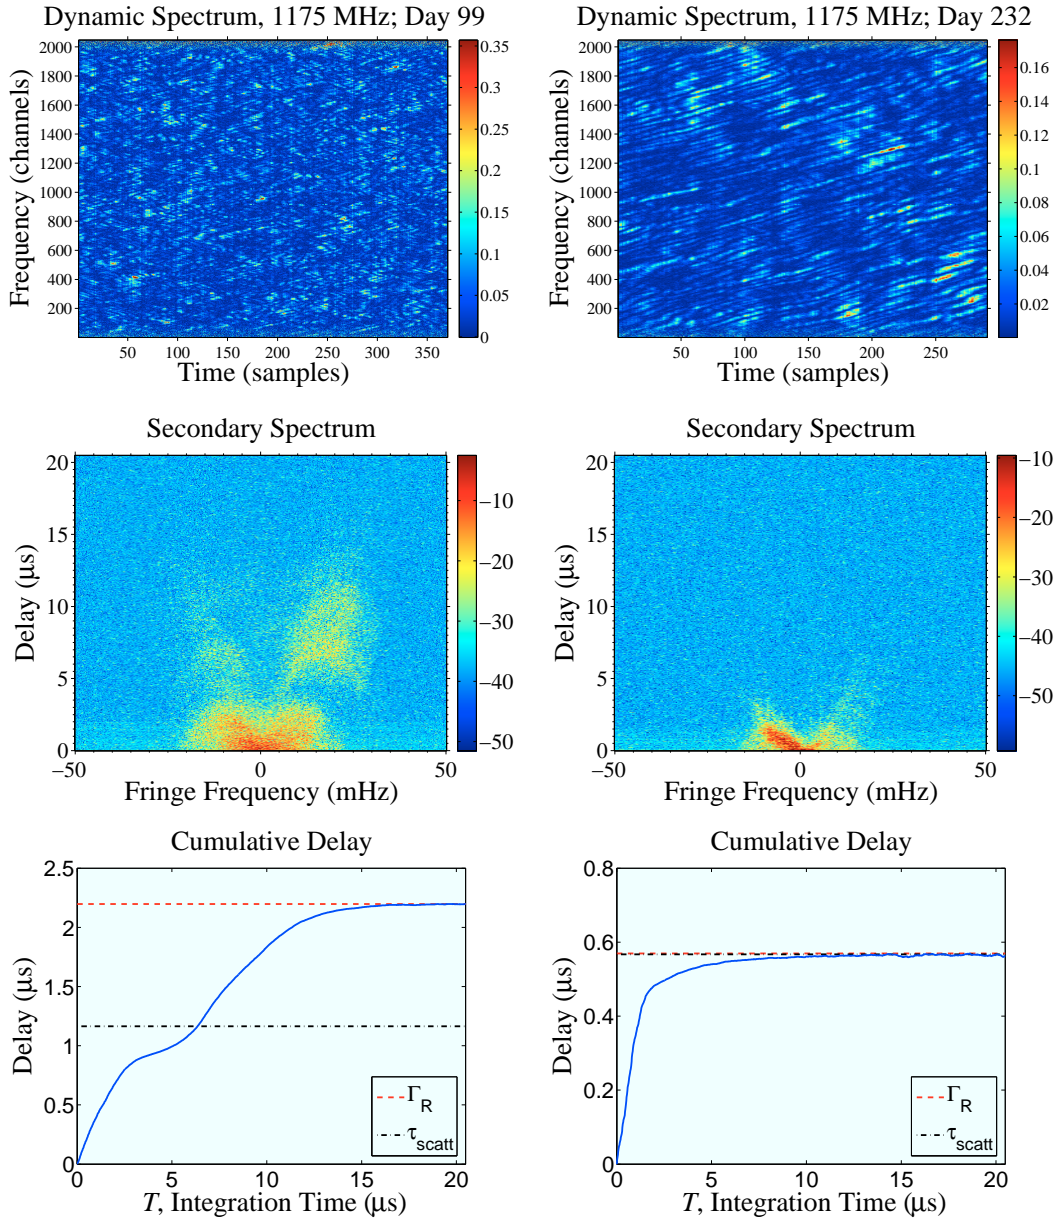 Dynamic Spectrum, 1175 MHz; Day 99
Frequency (channels)
2000
1800
1600
1400
1200
1000
800
600
400
200
50 100 150 200 250 300 350
Time (samples)
0.35
0.3
0.25
0.2
0.15
0.1
0.05
0
Dynamic Spectrum, 1175 MHz; Day 232
Frequency (channels)
2000
1800
1600
1400
1200
1000
800
600
400
200
50 100 150 200 250
Time (samples)
0.16
0.14
0.12
0.1
0.08
0.06
0.04
0.02
Secondary Spectrum
Delay (μs)
20
15
10
5
0
−50 0 50
Fringe Frequency (mHz)
−10
−20
−30
−40
−50
Secondary Spectrum
Delay (μs)
20
15
10
5
0
−50 0 50
Fringe Frequency (mHz)
−10
−20
−30
−40
−50
Cumulative Delay
Delay (μs)
2.5
2
1.5
1
0.5
0
0 5 10 15 20
T, Integration Time (μs)
Γ_R
τ_scatt
Cumulative Delay
Delay (μs)
0.8
0.6
0.4
0.2
0
0 5 10 15 20
T, Integration Time (μs)
Γ_R
τ_scatt